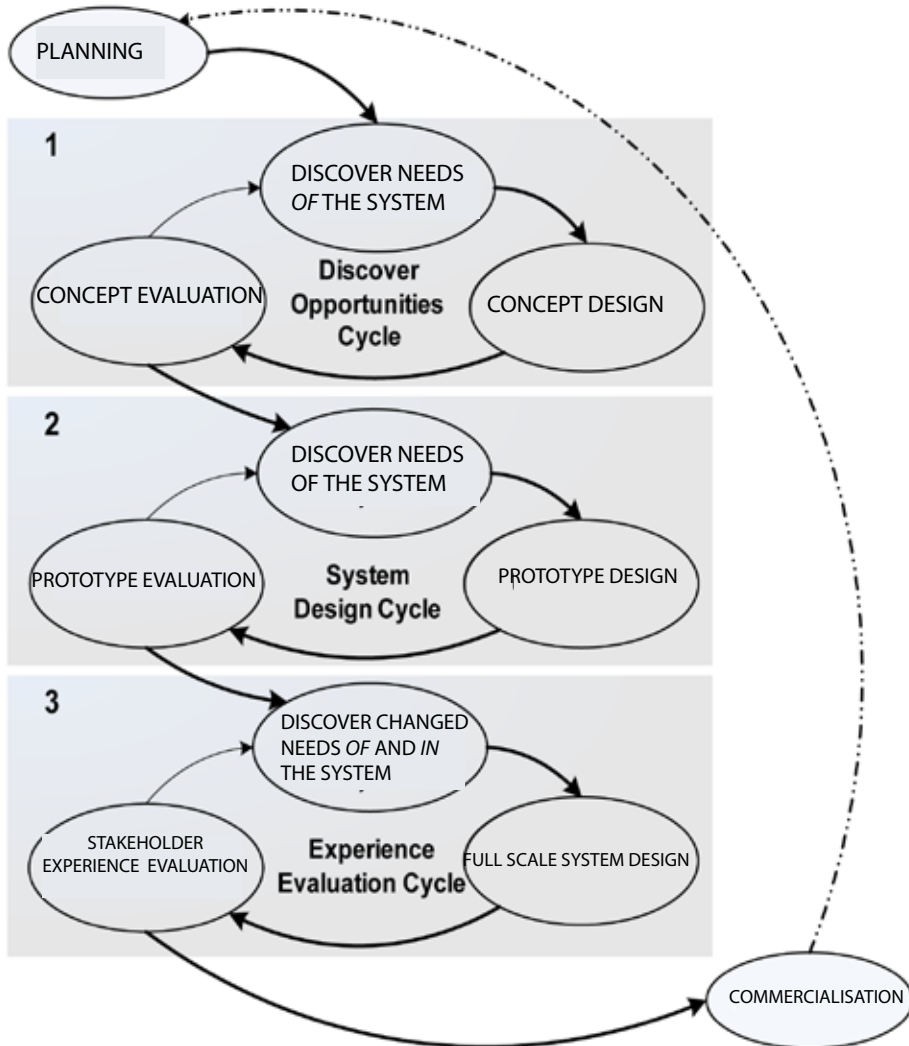 PLANNING
1
DISCOVER NEEDS
OF THE SYSTEM
CONCEPT EVALUATION
Discover
Opportunities
Cycle
CONCEPT DESIGN
2
DISCOVER NEEDS
OF THE SYSTEM
PROTOTYPE EVALUATION
System
Design Cycle
PROTOTYPE DESIGN
3
DISCOVER CHANGED
NEEDS OF AND IN
THE SYSTEM
STAKEHOLDER
EXPERIENCE EVALUATION
Experience
Evaluation Cycle
FULL SCALE SYSTEM DESIGN
COMMERCIALISATION